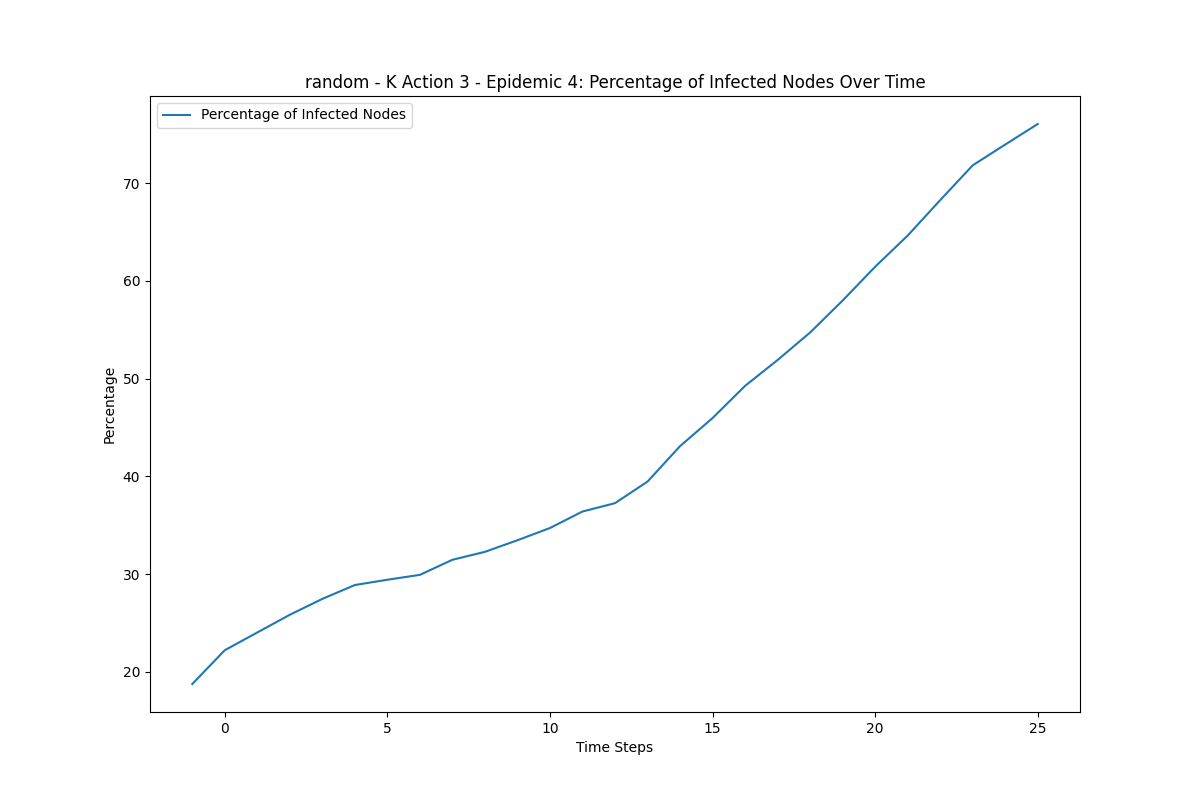 random - K Action 3 - Epidemic 4: Percentage of Infected Nodes Over Time
Percentage of Infected Nodes
Percentage
70
60
50
40
30
20
0 5 10 15 20 25
Time Steps